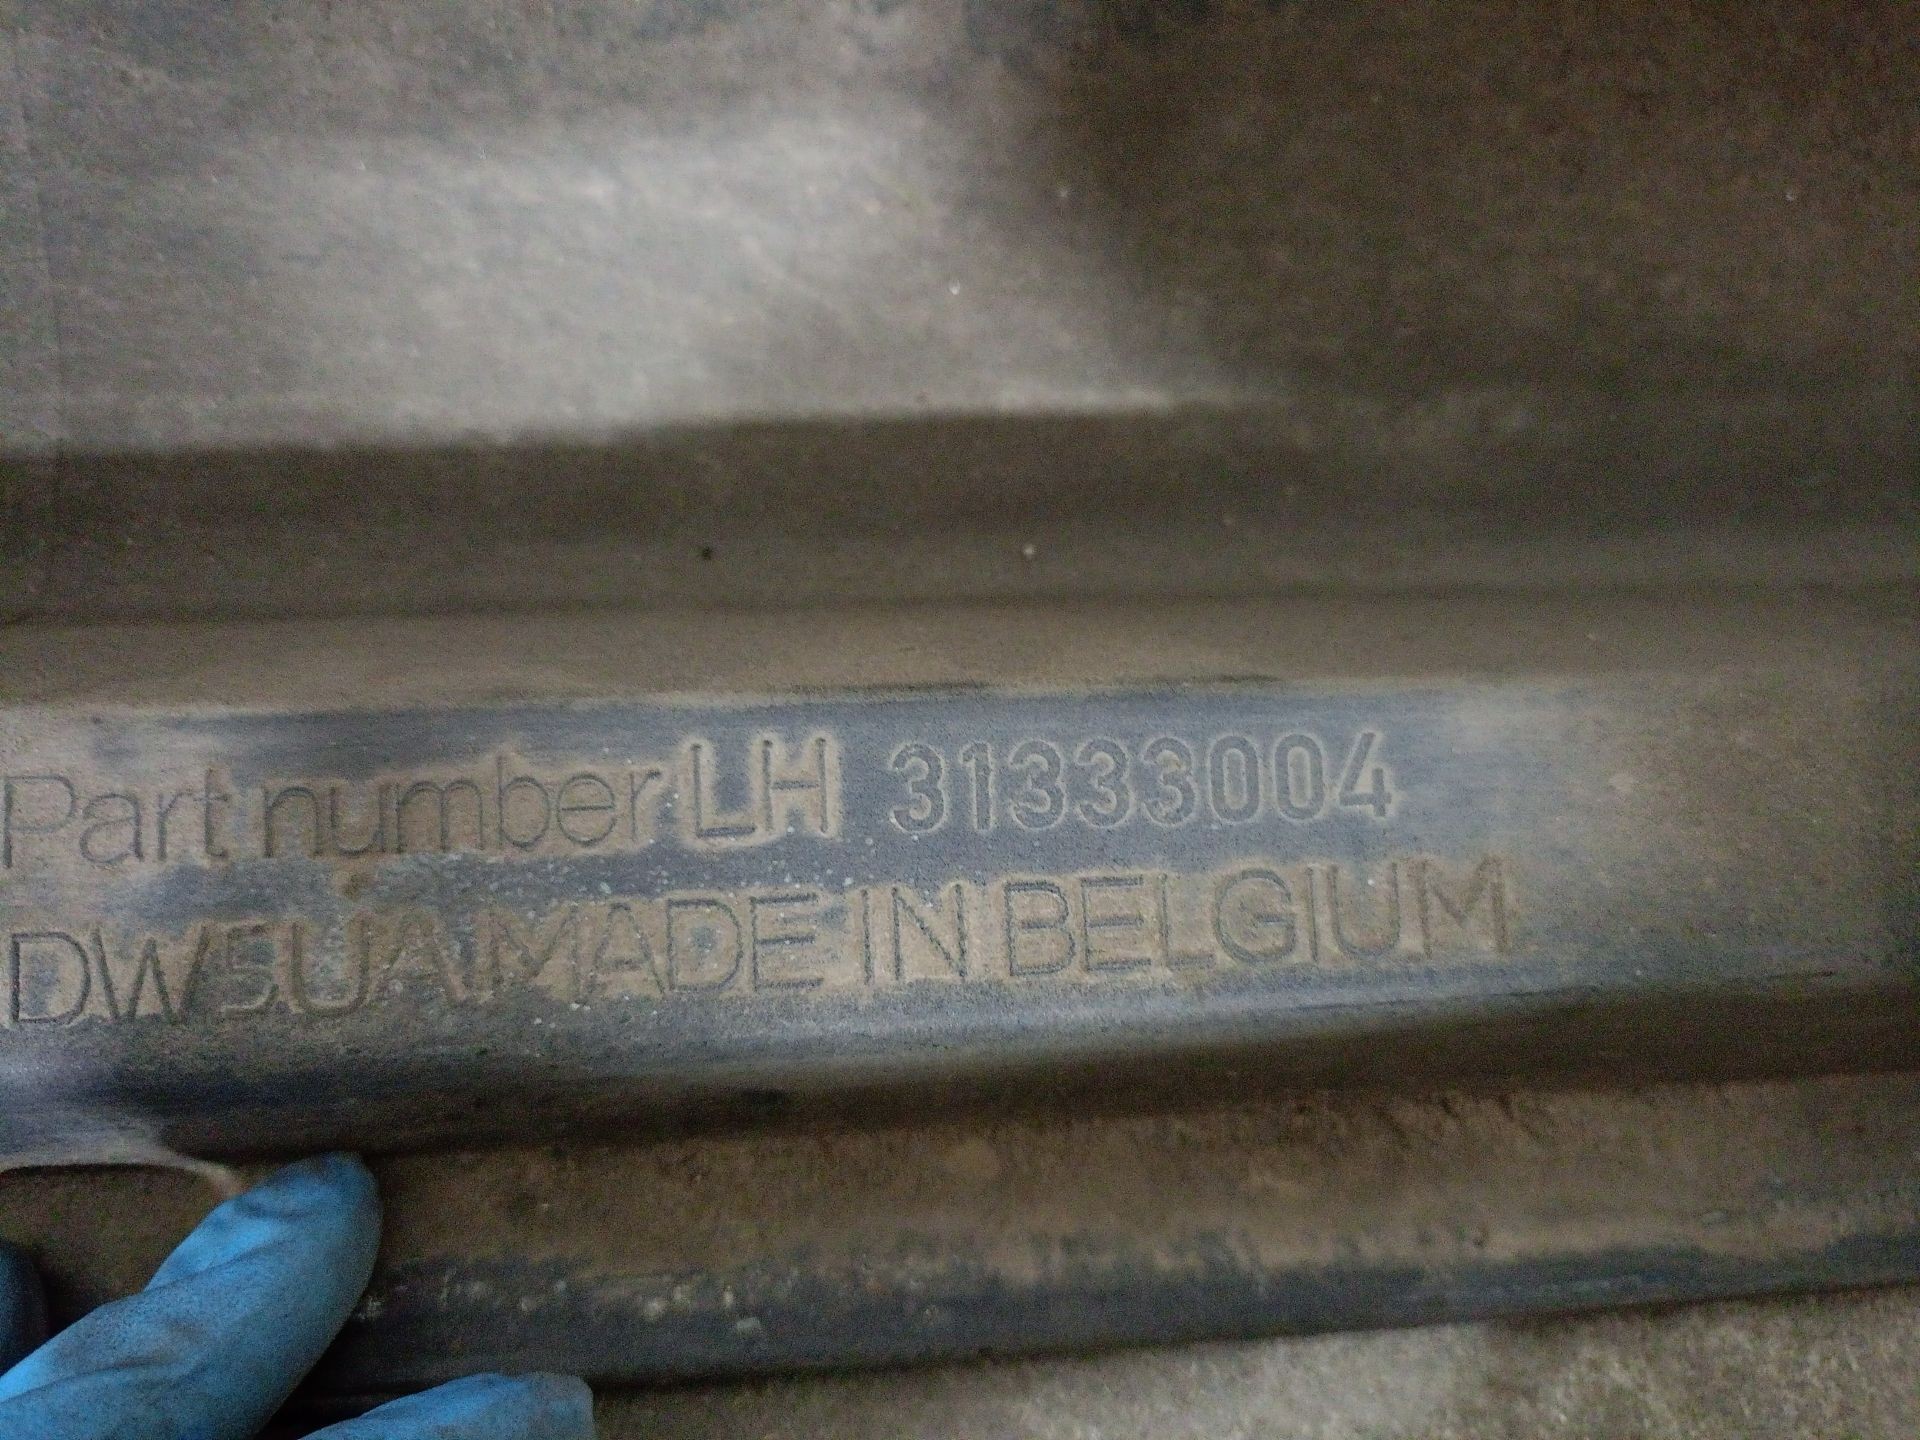 Part number LH 31333004
DW5UA MADE IN BELGIUM